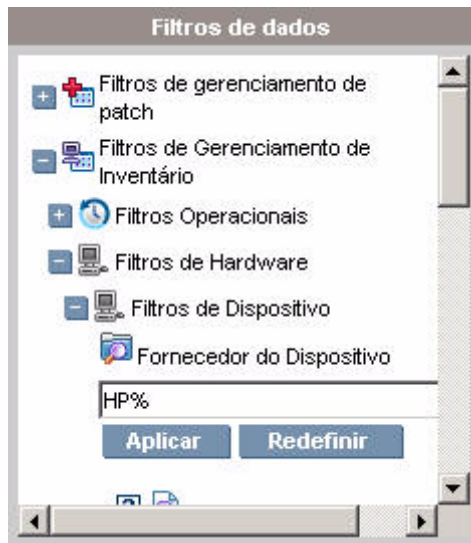 Filtros de dados
Filtros de gerenciamento de
patch
Filtros de Gerenciamento de
Inventário
Filtros Operacionais
Filtros de Hardware
Filtros de Dispositivo
Fornecedor do Dispositivo
HP%
Aplicar Redefinir